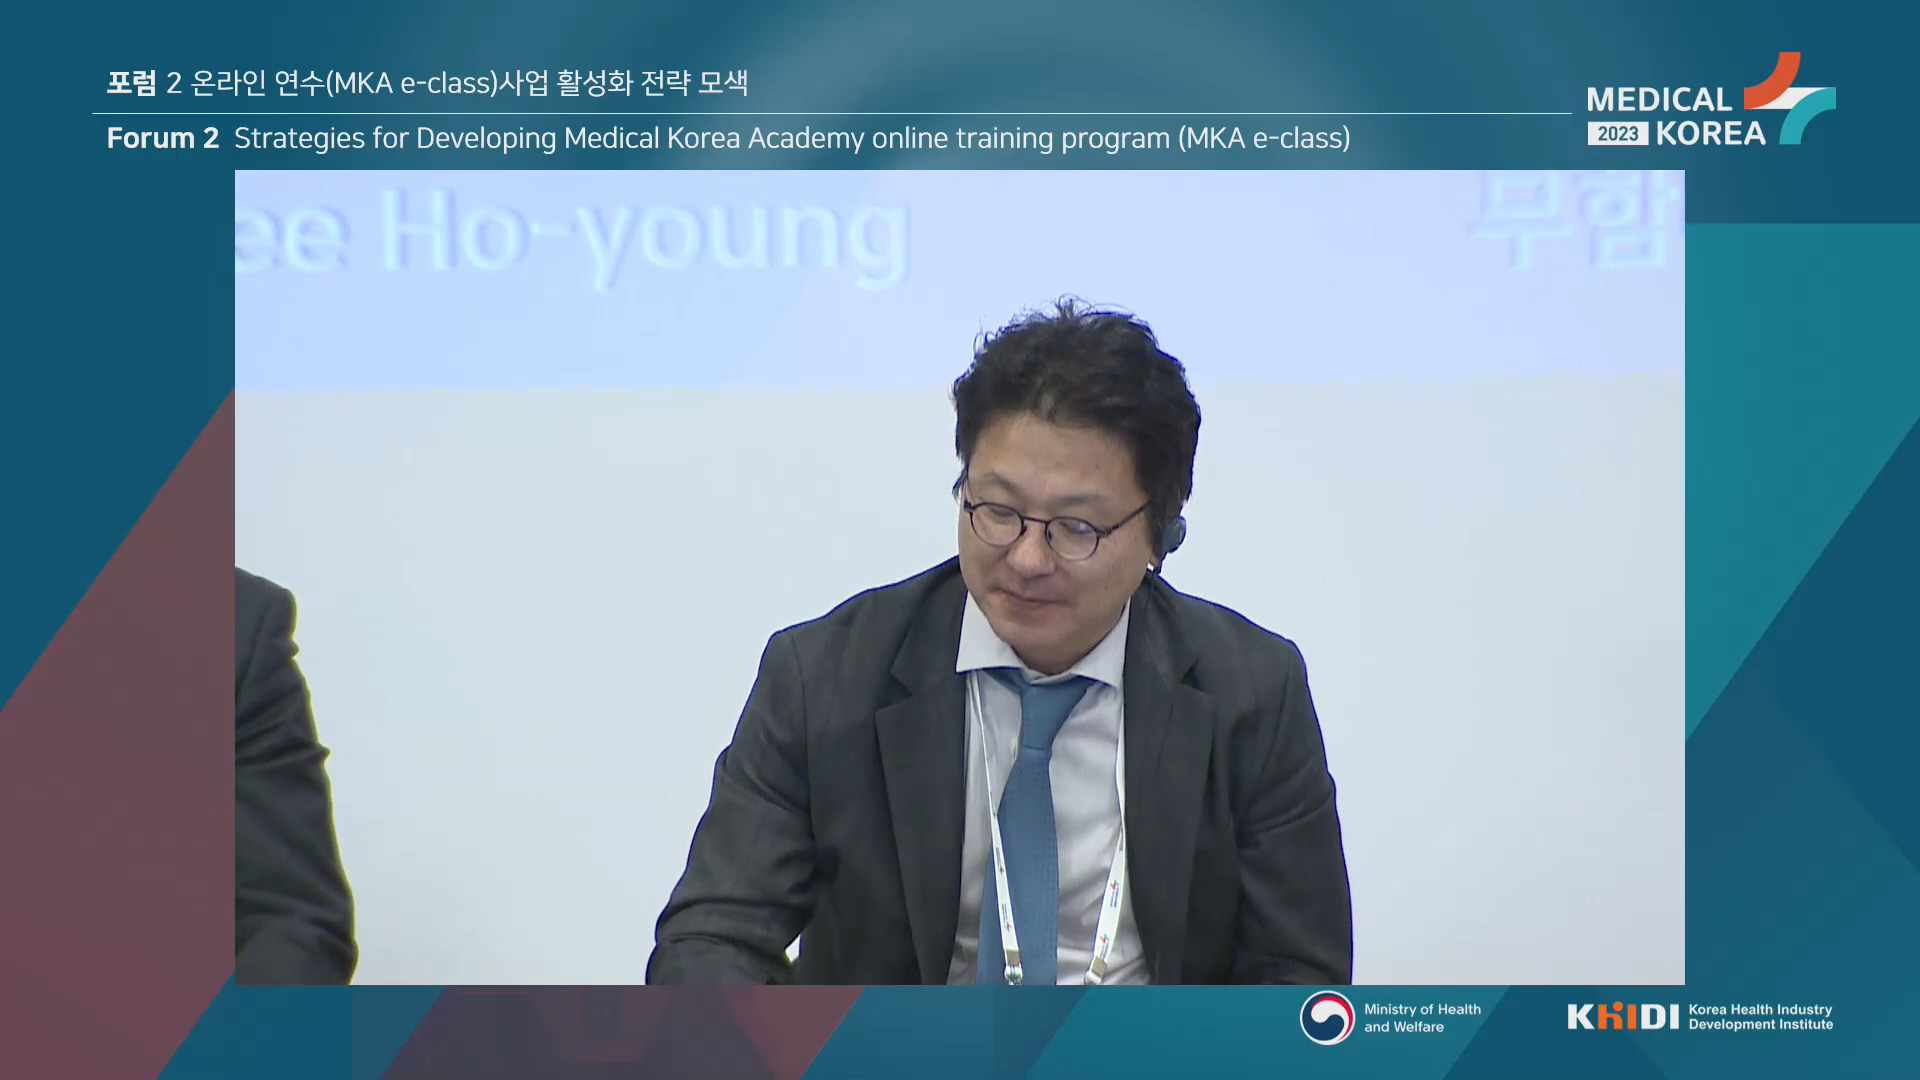 포럼 2 온라인 연수(MKA e-class)사업 활성화 전략 모색
Forum 2 Strategies for Developing Medical Korea Academy online training program (MKA e-class)
MEDICAL
2023 KOREA
ee Ho-young
무함
Ministry of Health
and Welfare
KHIDI
Korea Health Industry
Development Institute